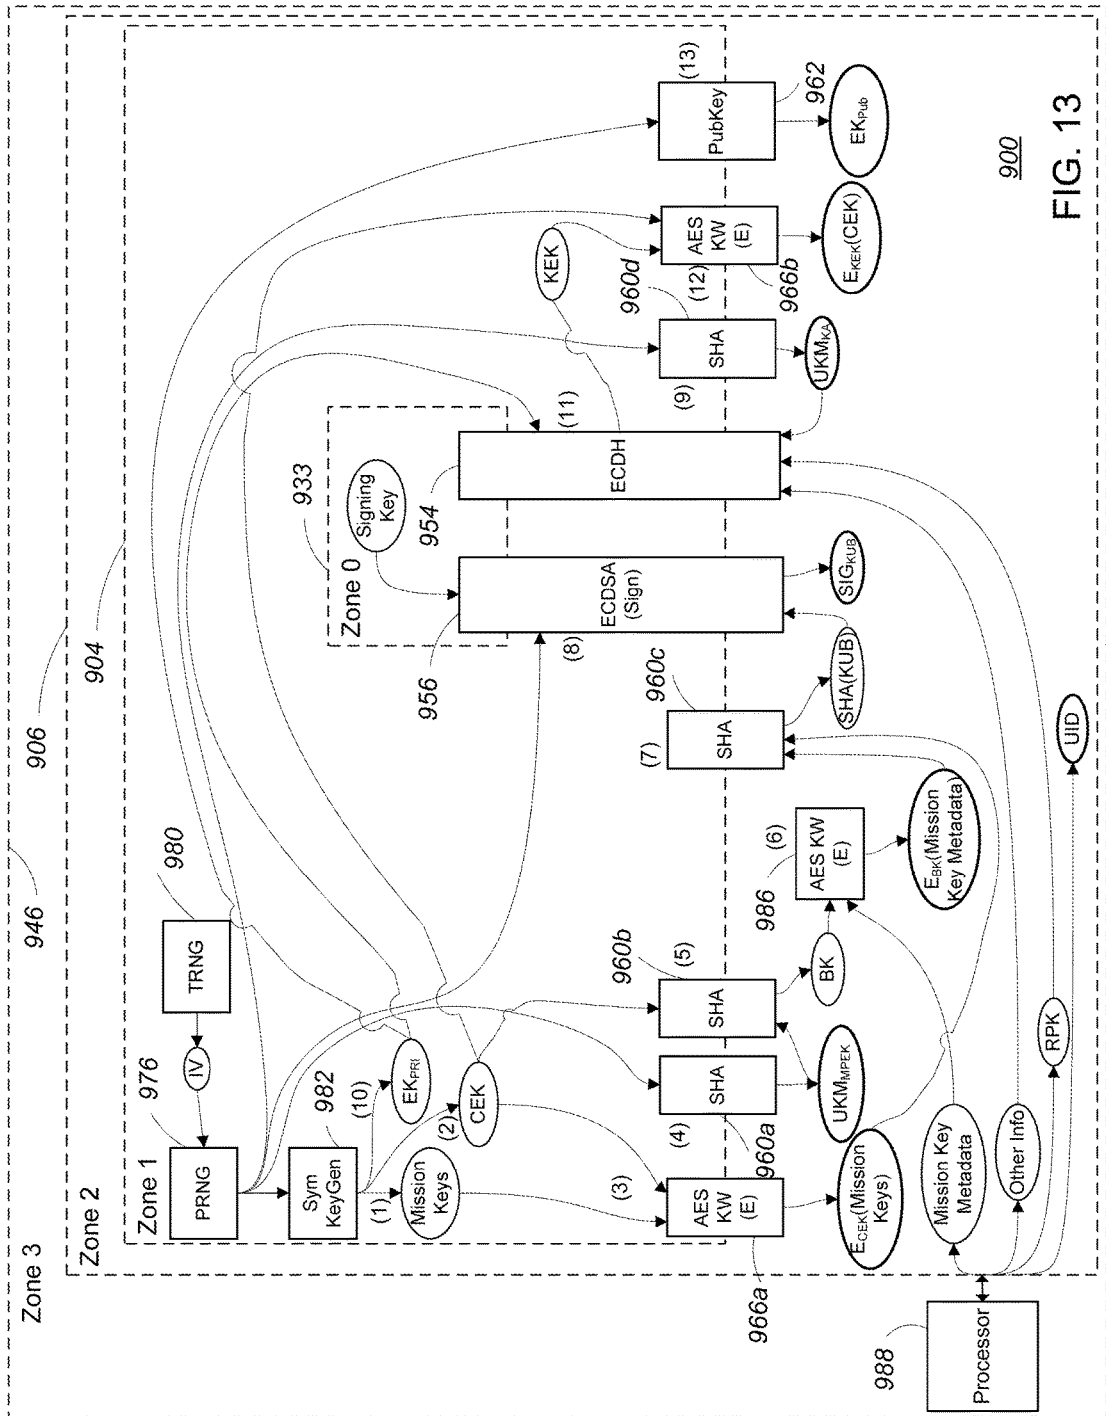 Zone 3
946
906
Zone 2
904
Zone 1
976
PRNG
IV
TRNG
980
982
Sym
KeyGen
(1)
(10)
(2)
Mission
Keys
EKPRI
CEK
933
Zone 0
Signing
Key
956
954
(8)
ECDSA
(Sign)
(11)
ECDH
KEK
(3)
AES
KW
(E)
966a
(4)
SHA
960a
960b
(5)
SHA
(7)
SHA
960c
(9)
SHA
960d
(12)
AES
KW
(E)
966b
(13)
PubKey
962
ECEK(Mission
Keys)
UKMMPEK
BK
986
(6)
AES KW
(E)
EBK(Mission
Key Metadata)
SHA(KUB)
SIGKUB
UKMKA
EKEK(CEK)
EKPub
988
Processor
Mission Key
Metadata
Other Info
RPK
UID
900
FIG. 13